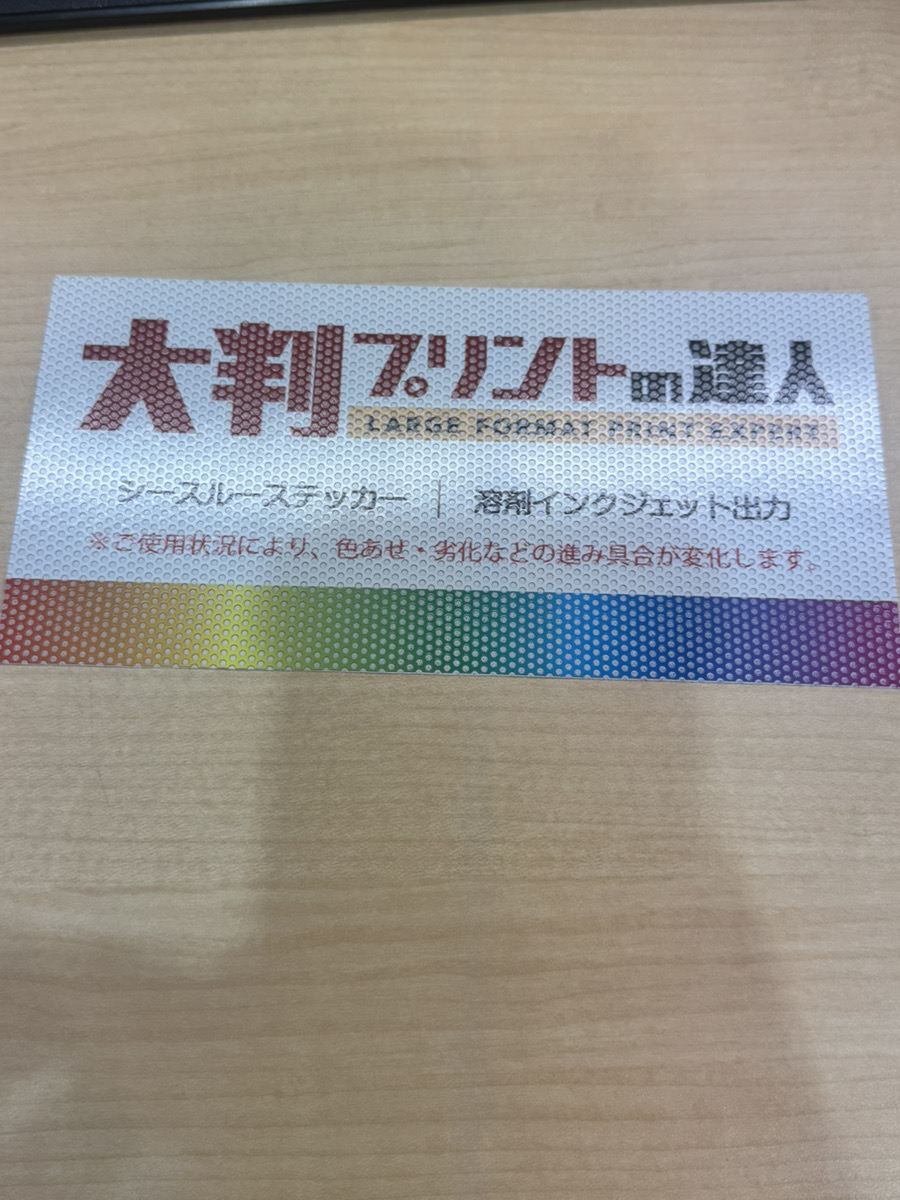 大判プリントの達人
LARGE FORMAT PRINT EXPERT
シースルーステッカー | 溶剤インクジェット出力
※ご使用状況により、色あせ・劣化などの進み具合が変化します。